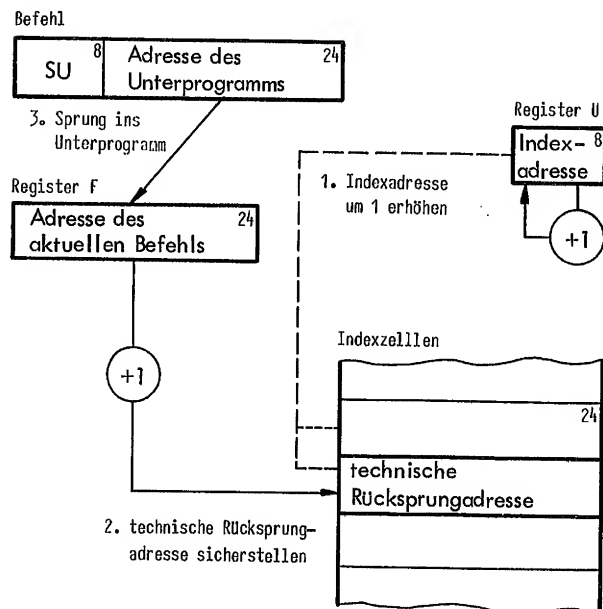 Befehl
SU 8
Adresse des 24
Unterprogramms
3. Sprung ins
Unterprogramm
Register U
Index- 8
adresse
+1
1. Indexadresse
um 1 erhöhen
Register F
Adresse des 24
aktuellen Befehls
+1
Indexzelllen
24
technische
Rücksprungadresse
2. technische Rücksprung-
adresse sicherstellen